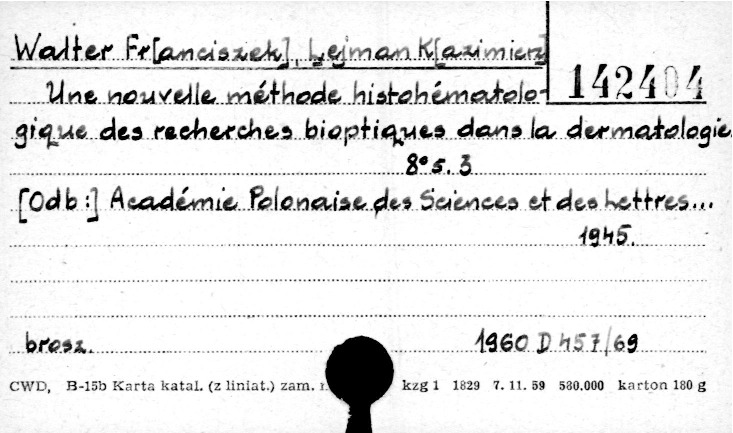 Walter Fr[anciszek], Lejman K[azimierz]
142404
Une nouvelle méthode histohématolo-
gique des recherches bioptiques dans la dermatologie.
8° s. 3
[Odb:] Académie Polonaise des Sciences et des Lettres...
1945.
brosz. 1960 D 457/69
CWD, B-15b Karta katal. (z liniat.) zam. kzg 1 1829 7. 11. 59 580.000 karton 180 g